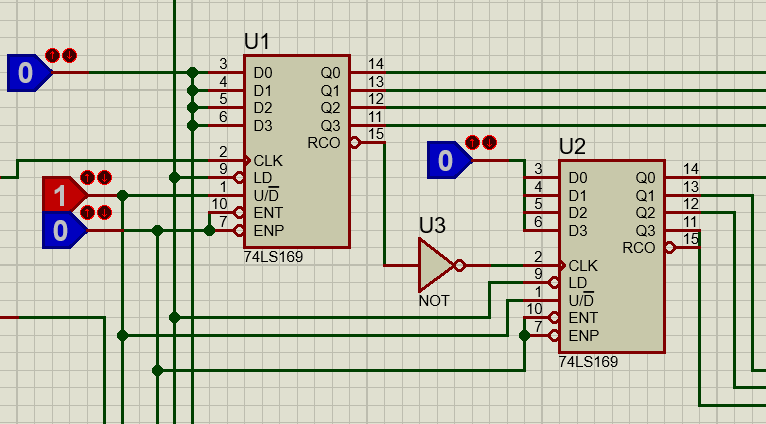 U1
0
3 D0 Q0 14
4 D1 Q1 13
5 D2 Q2 12
6 D3 Q3 11
RCO 15
2 CLK
9 LD
1 U/D
10 ENT
7 ENP
74LS169
1
0
0
U2
3 D0 Q0 14
4 D1 Q1 13
5 D2 Q2 12
6 D3 Q3 11
RCO 15
2 CLK
9 LD
1 U/D
10 ENT
7 ENP
74LS169
U3
NOT